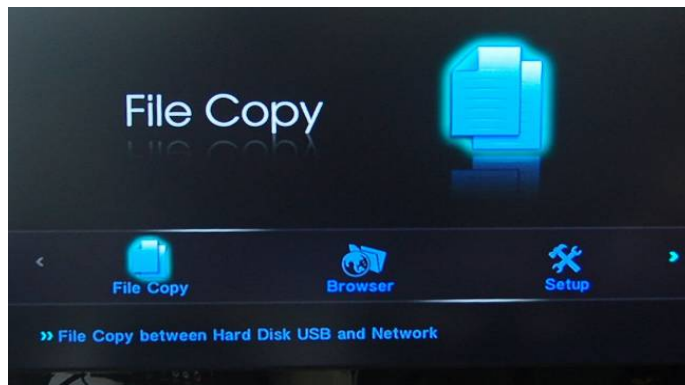 File Copy
File Copy
Browser
Setup
File Copy between Hard Disk USB and Network